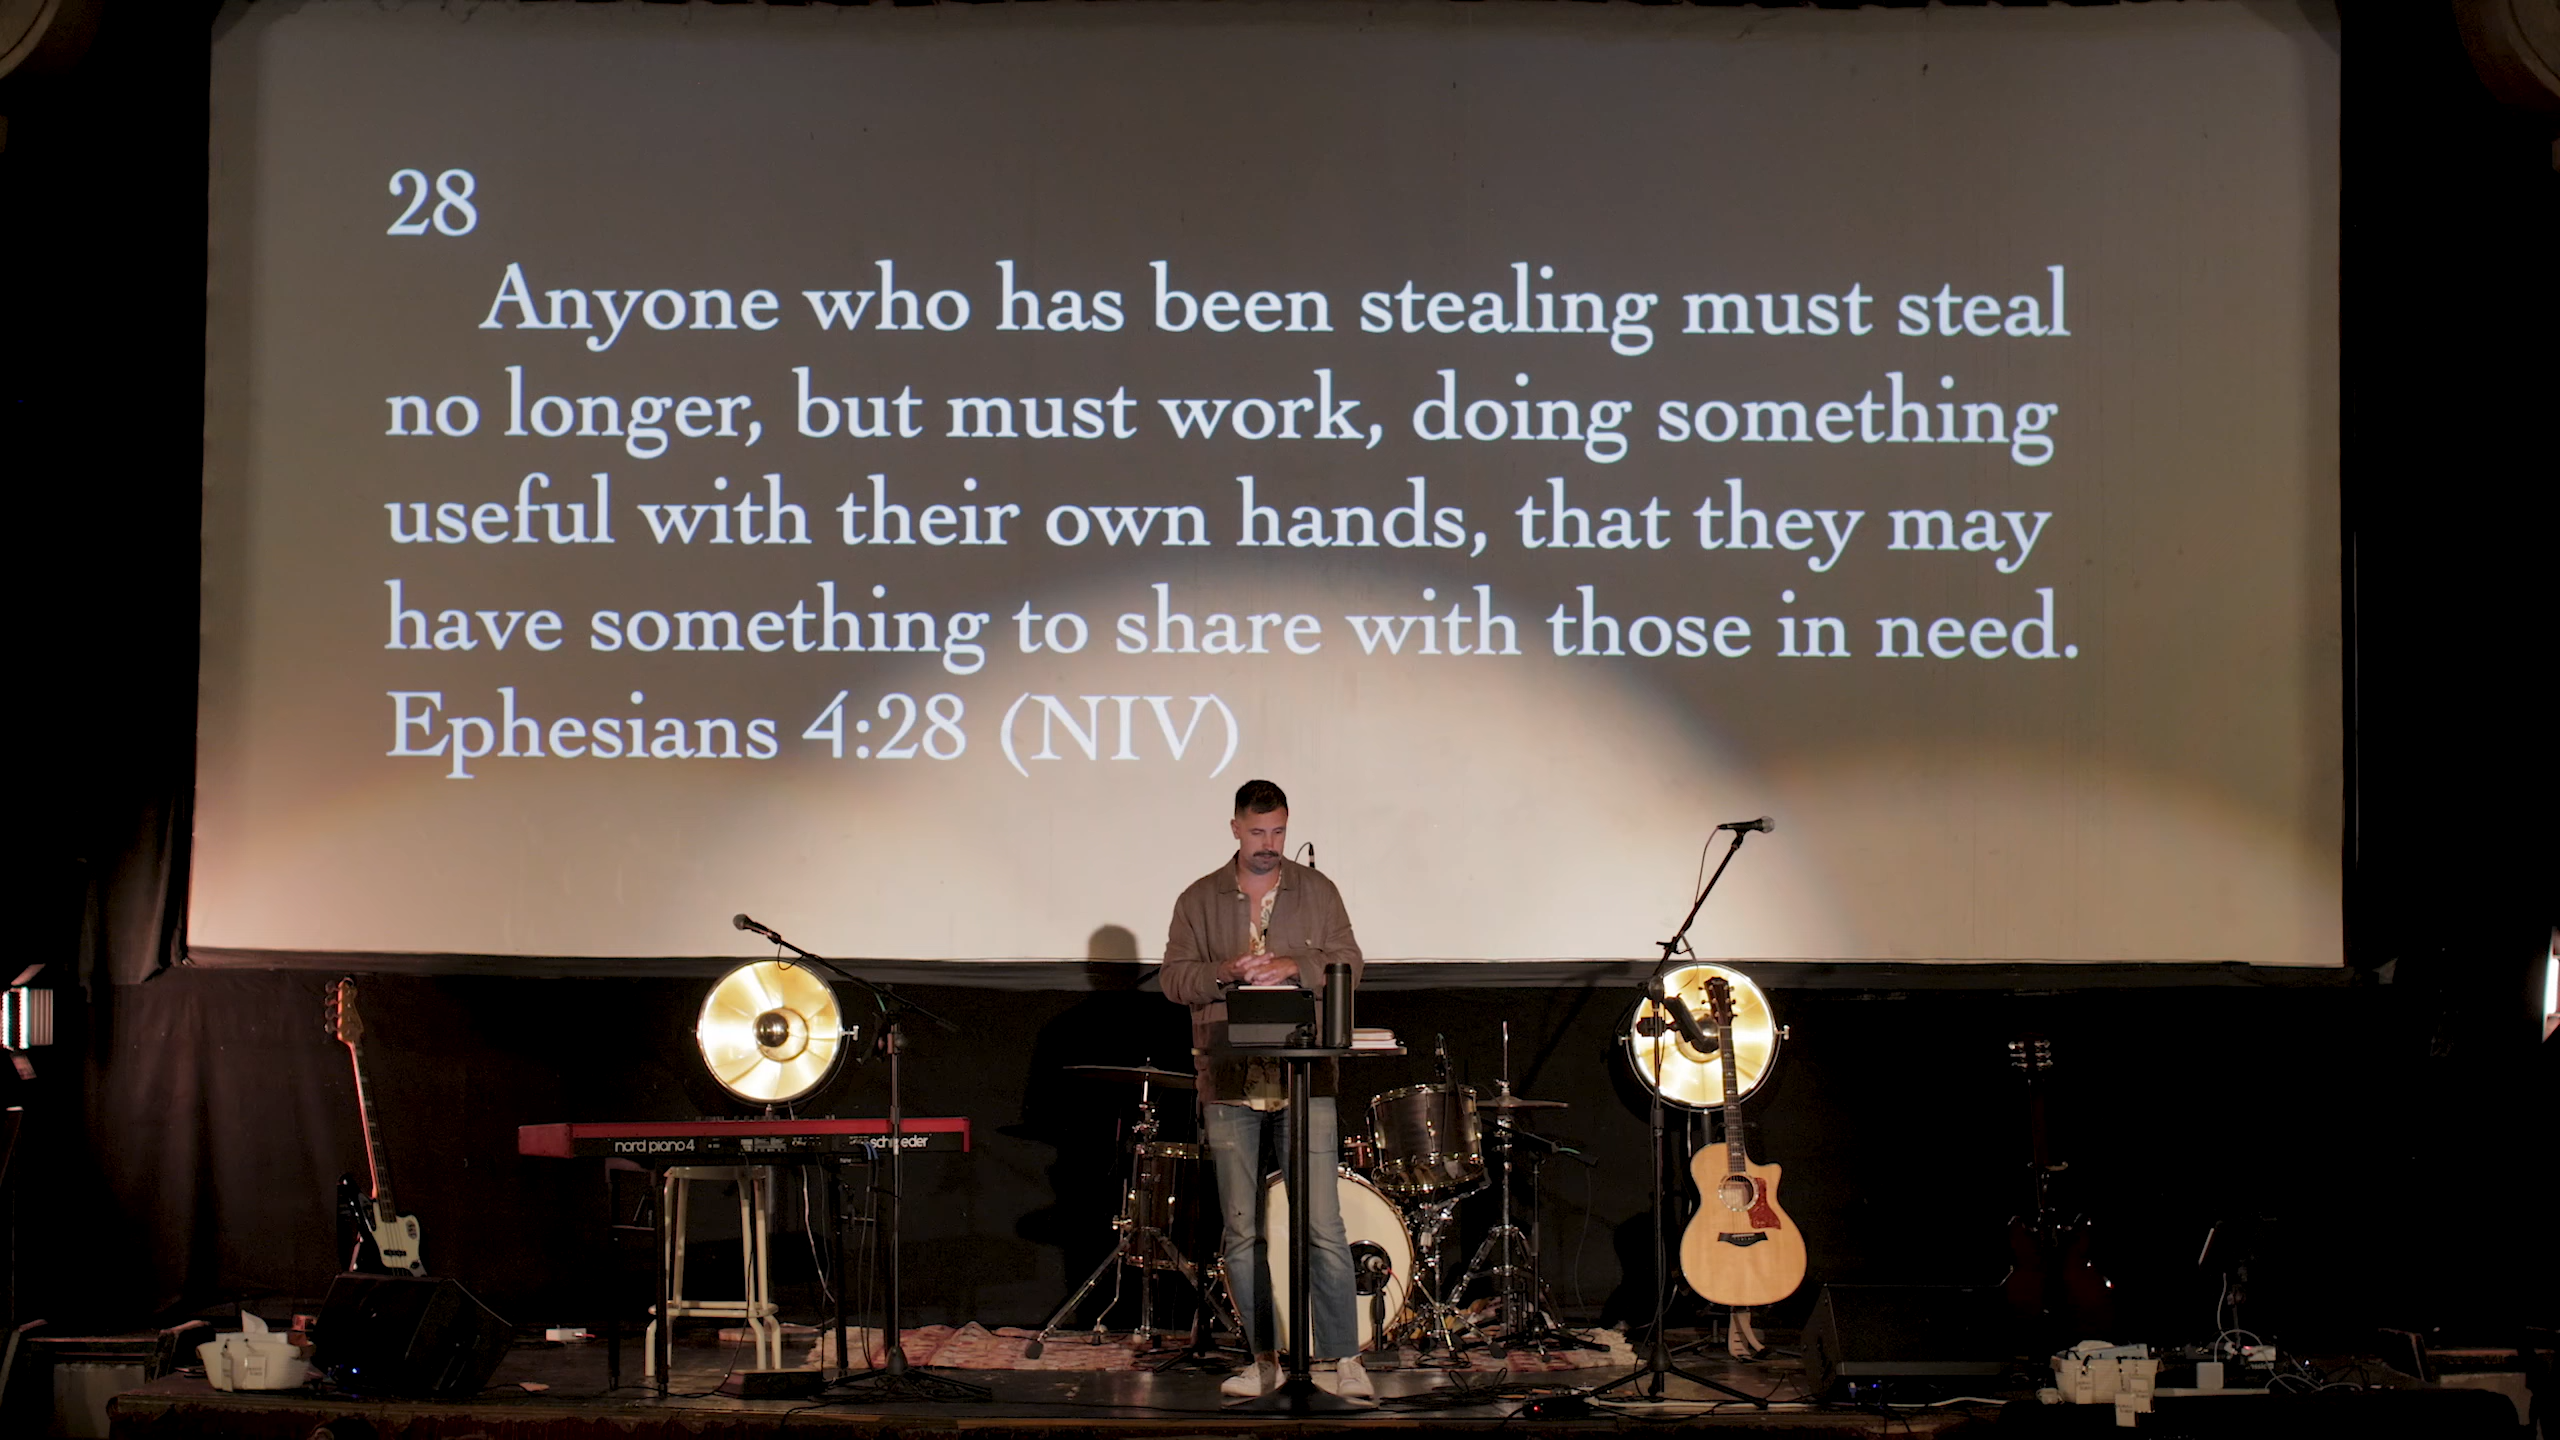 28
Anyone who has been stealing must steal
no longer, but must work, doing something
useful with their own hands, that they may
have something to share with those in need.
Ephesians 4:28 (NIV)
nord piano 4